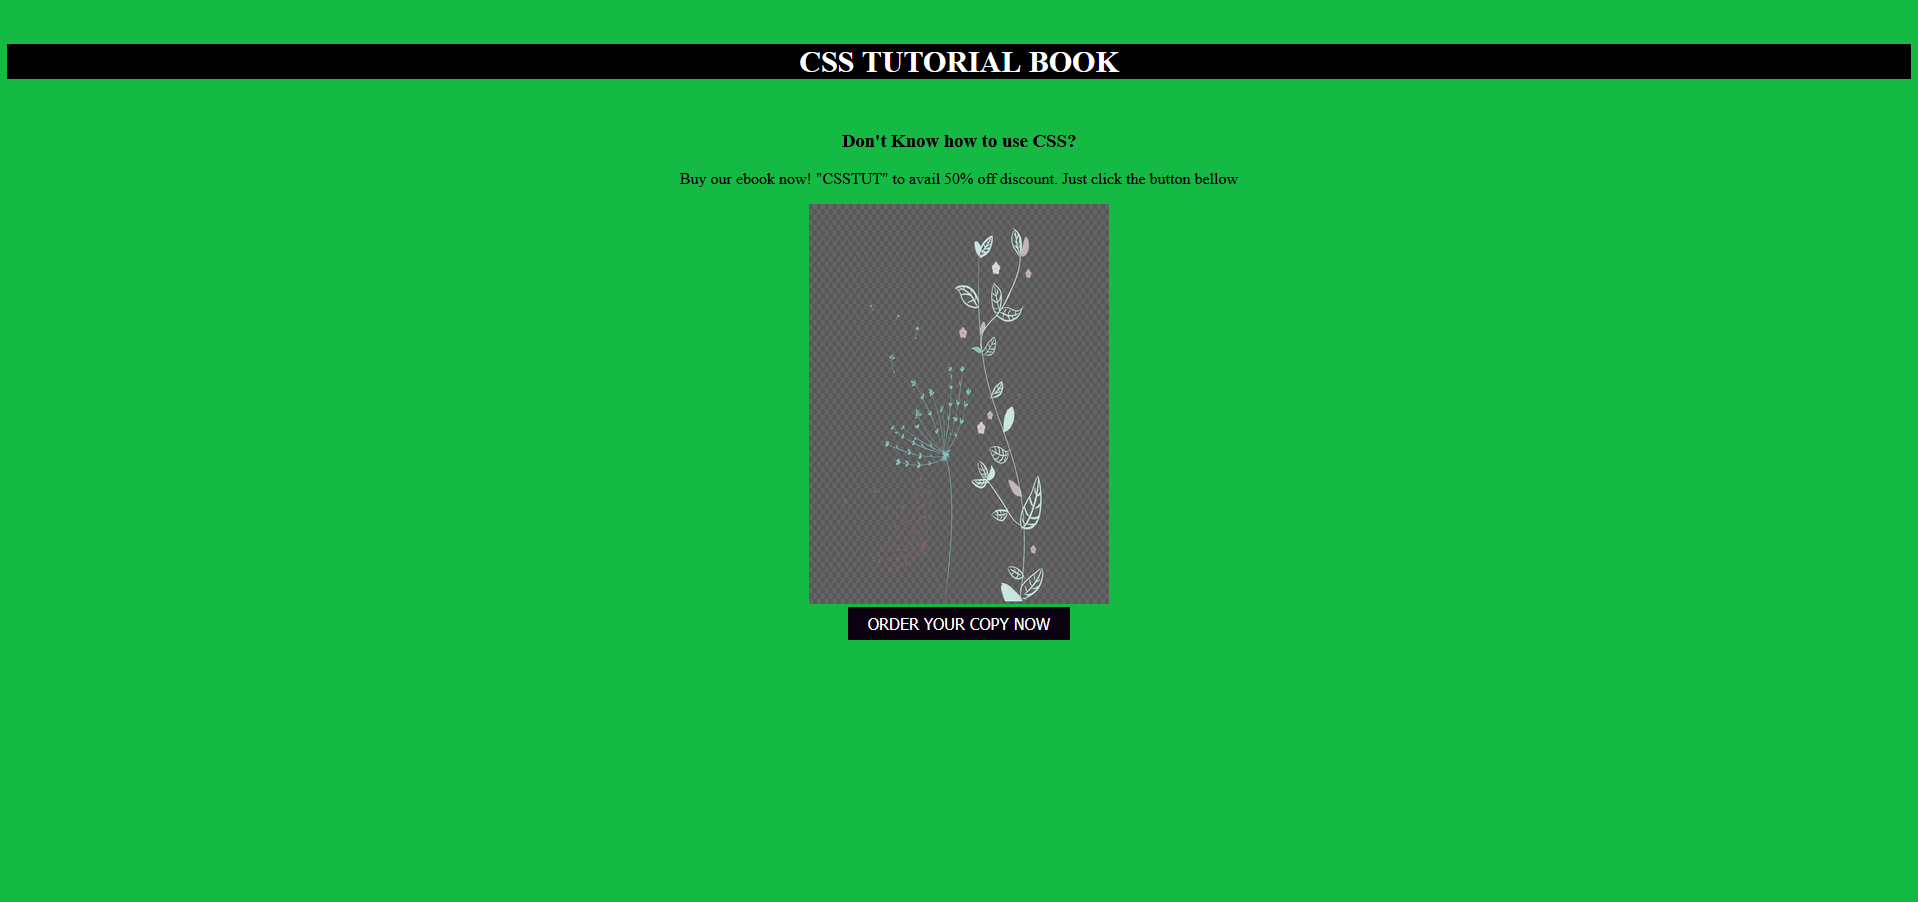 CSS TUTORIAL BOOK
Don't Know how to use CSS?
Buy our ebook now! "CSSTUT" to avail 50% off discount. Just click the button bellow
ORDER YOUR COPY NOW